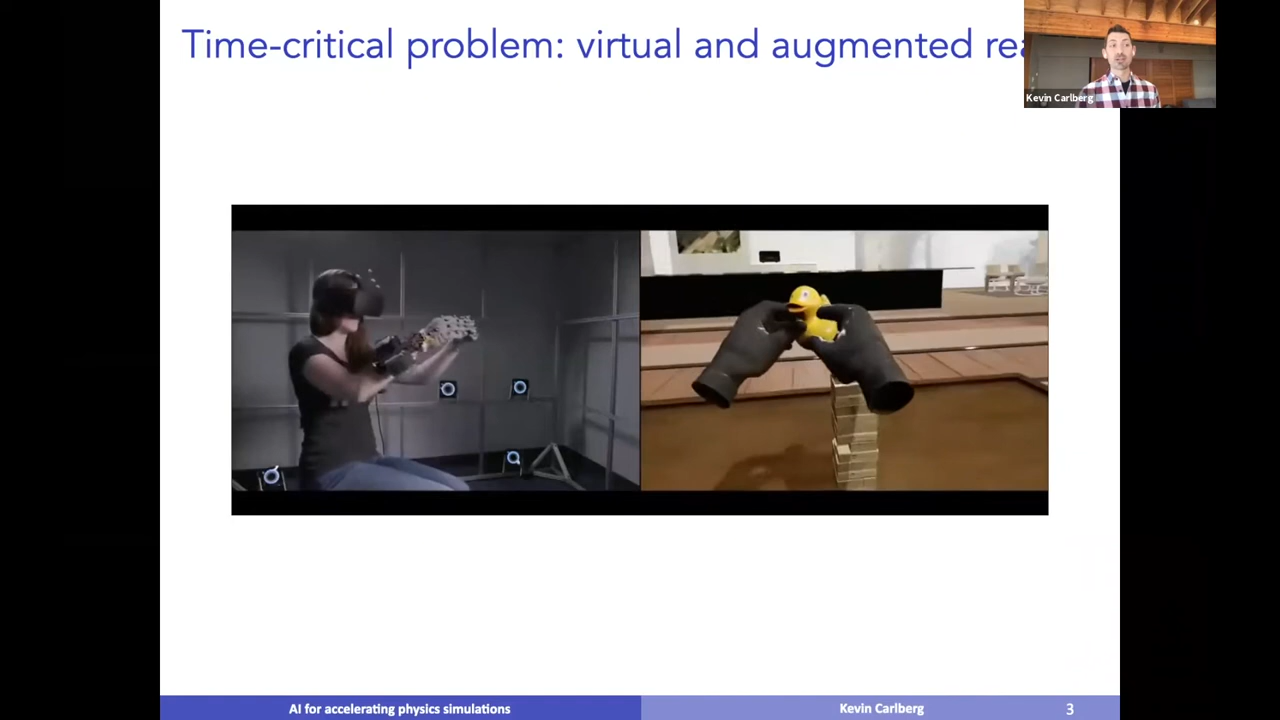 Time-critical problem: virtual and augmented rea
Kevin Carlberg
AI for accelerating physics simulations
Kevin Carlberg
3